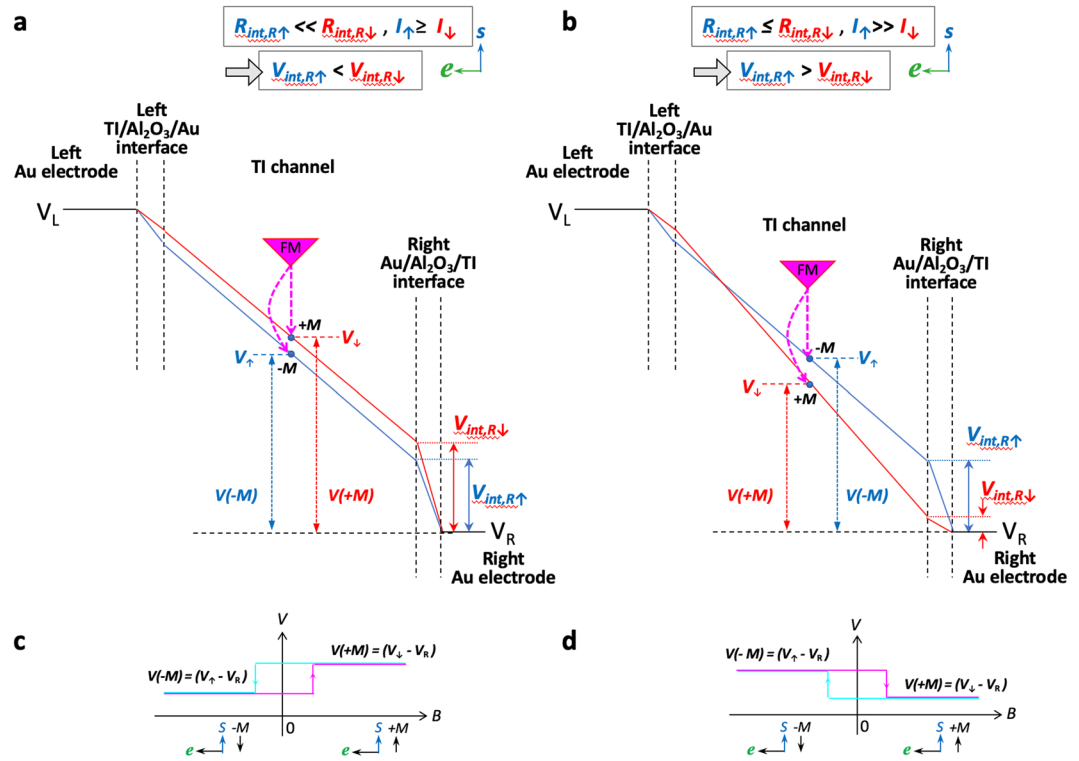 a
R_int,R↑ << R_int,R↓ , I↑ ≥ I↓
V_int,R↑ < V_int,R↓
s
e
Left
TI/Al₂O₃/Au
interface
Left
Au electrode
TI channel
V_L
FM
Right
Au/Al₂O₃/TI
interface
+M
V↓
V↑
-M
V_int,R↓
V(-M)
V(+M)
V_int,R↑
V_R
Right
Au electrode
b
R_int,R↑ ≤ R_int,R↓ , I↑ >> I↓
V_int,R↑ > V_int,R↓
s
e
Left
TI/Al₂O₃/Au
interface
Left
Au electrode
V_L
TI channel
FM
Right
Au/Al₂O₃/TI
interface
-M
V↑
V↓
+M
V_int,R↑
V(+M)
V(-M)
V_int,R↓
V_R
Right
Au electrode
c
V
V(+M) = (V↓ - V_R)
V(-M) = (V↑ - V_R)
0
B
S -M
e
S +M
e
d
V
V(- M) = (V↑ - V_R)
V(+M) = (V↓ - V_R)
0
B
S -M
e
S +M
e